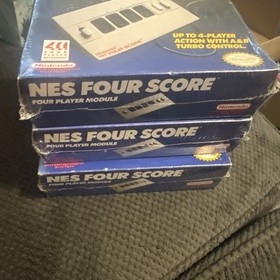 UP TO 4-PLAYER
ACTION WITH A & B
TURBO CONTROL.
Nintendo
NES FOUR SCORE
FOUR PLAYER MODULE
Nintendo
NES FOUR SCORE
FOUR PLAYER MODULE
NES FOUR SCORE
FOUR PLAYER MODULE